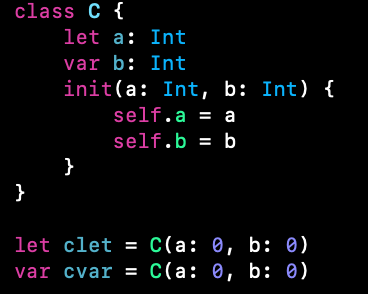 class C {
    let a: Int
    var b: Int
    init(a: Int, b: Int) {
        self.a = a
        self.b = b
    }
}

let clet = C(a: 0, b: 0)
var cvar = C(a: 0, b: 0)